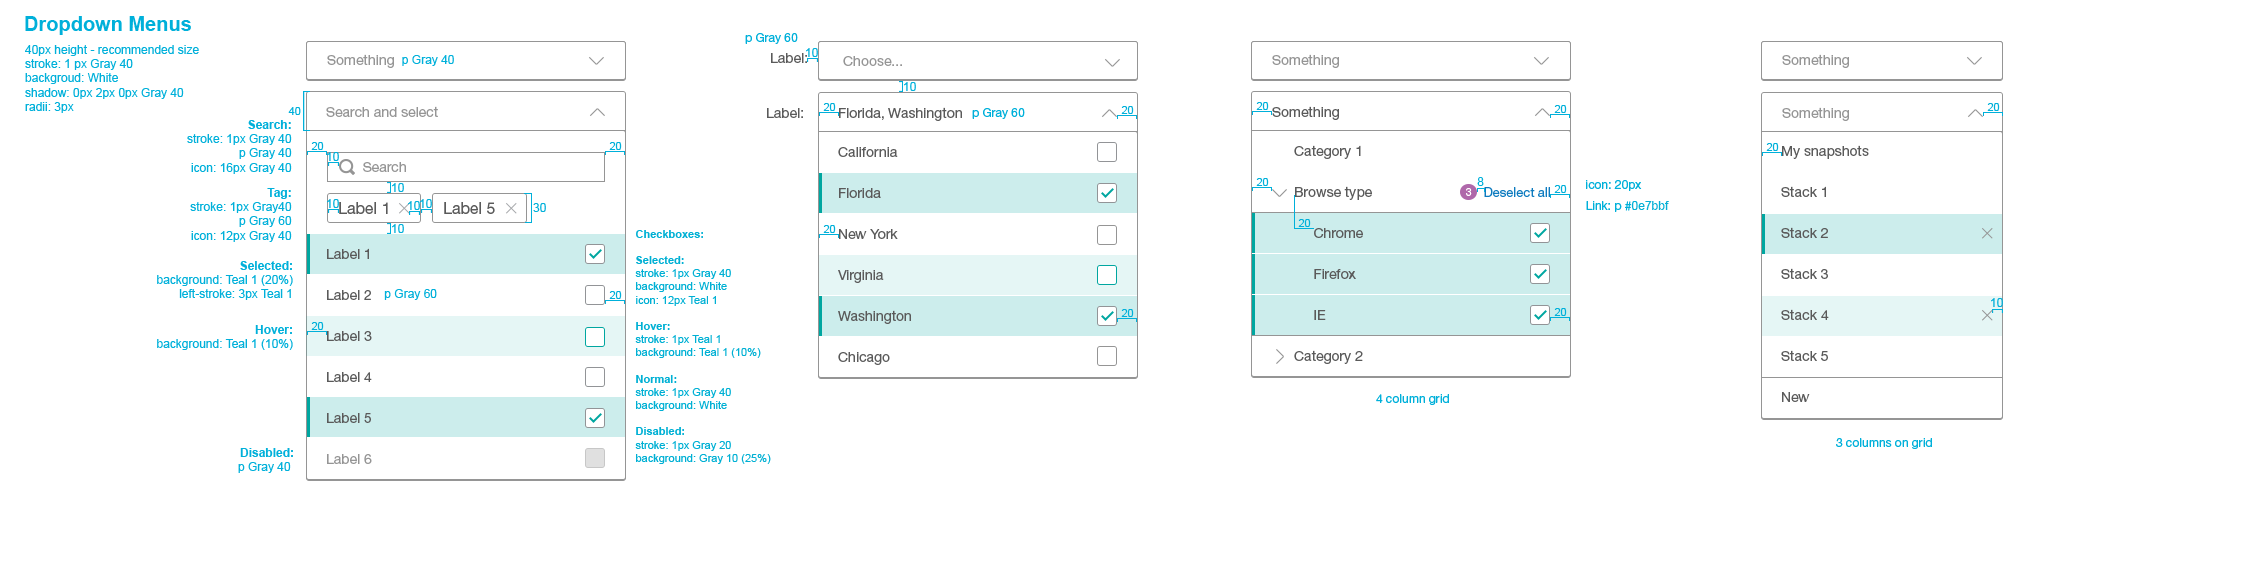 Dropdown Menus
40px height - recommended size
stroke: 1 px Gray 40
backgroud: White
shadow: 0px 2px 0px Gray 40
radii: 3px
Search:
stroke: 1px Gray 40
p Gray 40
icon: 16px Gray 40
Tag:
stroke: 1px Gray40
p Gray 60
icon: 12px Gray 40
Selected:
background: Teal 1 (20%)
left-stroke: 3px Teal 1
Hover:
background: Teal 1 (10%)
Disabled:
p Gray 40
Something p Gray 40
40
Search and select
20
20
10
Search
10
10
Label 1
10
10
Label 5
30
10
Label 1
Label 2 p Gray 60
20
20
Label 3
Label 4
Label 5
Label 6
Checkboxes:
Selected:
stroke: 1px Gray 40
background: White
icon: 12px Teal 1
Hover:
stroke: 1px Teal 1
background: Teal 1 (10%)
Normal:
stroke: 1px Gray 40
background: White
Disabled:
stroke: 1px Gray 20
background: Gray 10 (25%)
p Gray 60
Label:
10
Choose...
10
Label:
20
Florida, Washington p Gray 60
20
California
Florida
20
New York
Virginia
Washington
20
Chicago
Something
20
Something
20
Category 1
20
Browse type
3
8
Deselect all
20
icon: 20px
Link: p #0e7bbf
20
Chrome
Firefox
IE
20
Category 2
4 column grid
Something
Something
20
20
My snapshots
Stack 1
Stack 2
Stack 3
10
Stack 4
Stack 5
New
3 columns on grid